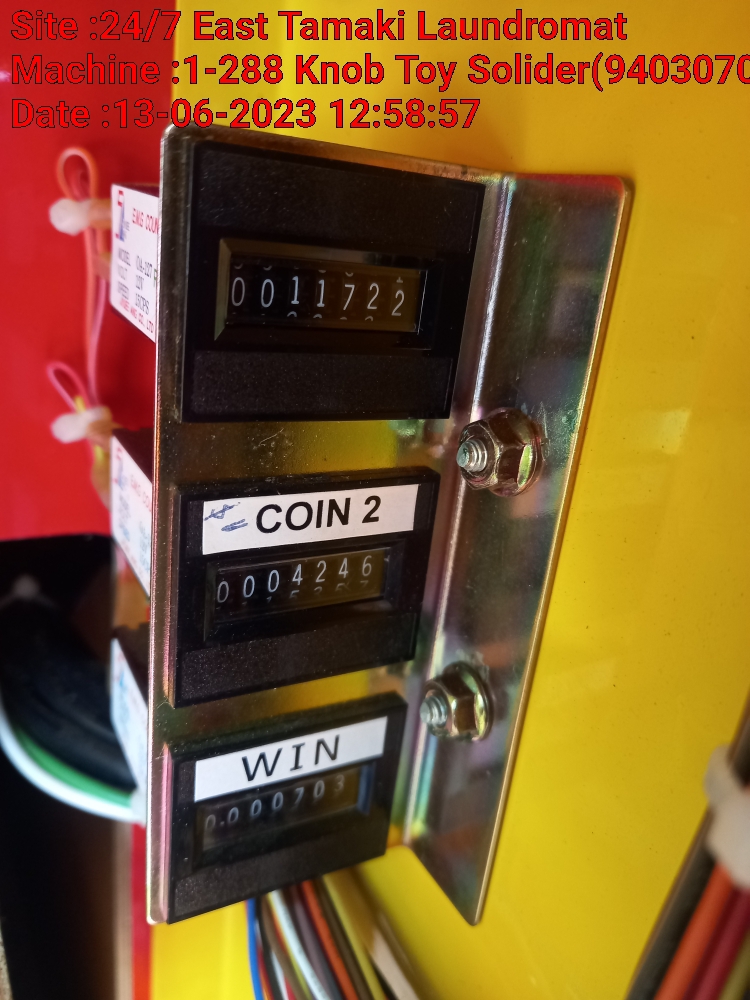 Site :24/7 East Tamaki Laundromat
Machine :1-288 Knob Toy Solider(9403070
Date :13-06-2023 12:58:57
0011722
COIN 2
0004246
WIN
0000703